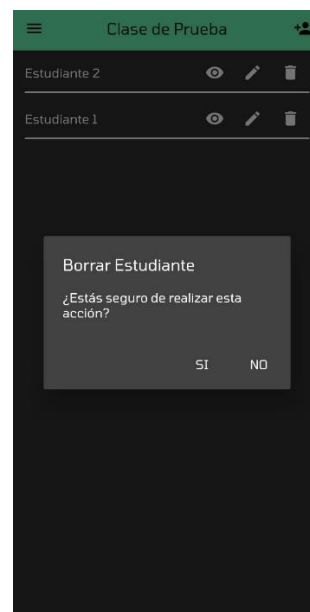 Clase de Prueba
Estudiante 2
Estudiante 1
Borrar Estudiante
¿Estás seguro de realizar esta
acción?
SI NO